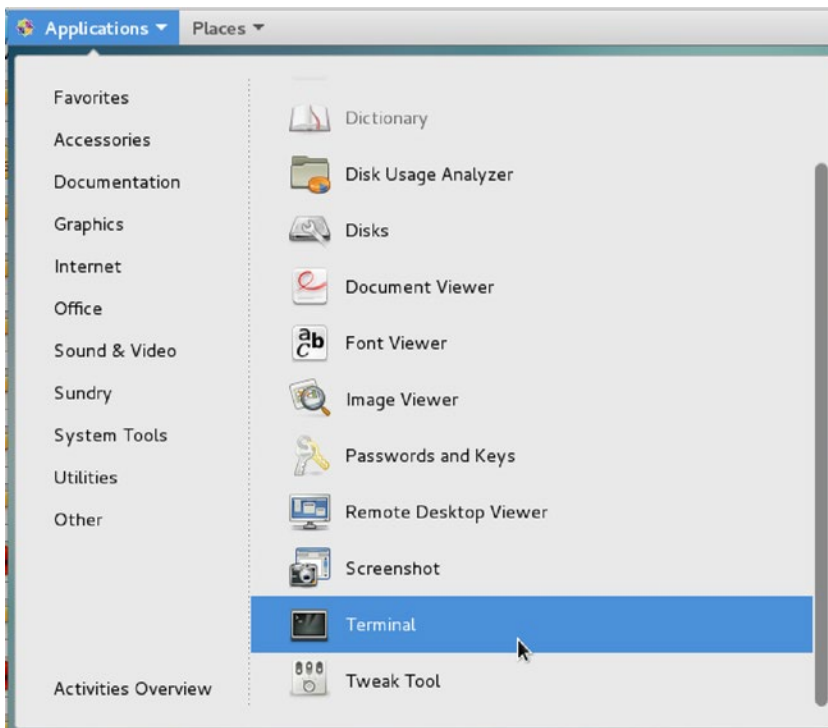 Applications Places
Favorites
Accessories
Documentation
Graphics
Internet
Office
Sound & Video
Sundry
System Tools
Utilities
Other
Activities Overview
Dictionary
Disk Usage Analyzer
Disks
Document Viewer
abc Font Viewer
Image Viewer
Passwords and Keys
Remote Desktop Viewer
Screenshot
Terminal
Tweak Tool